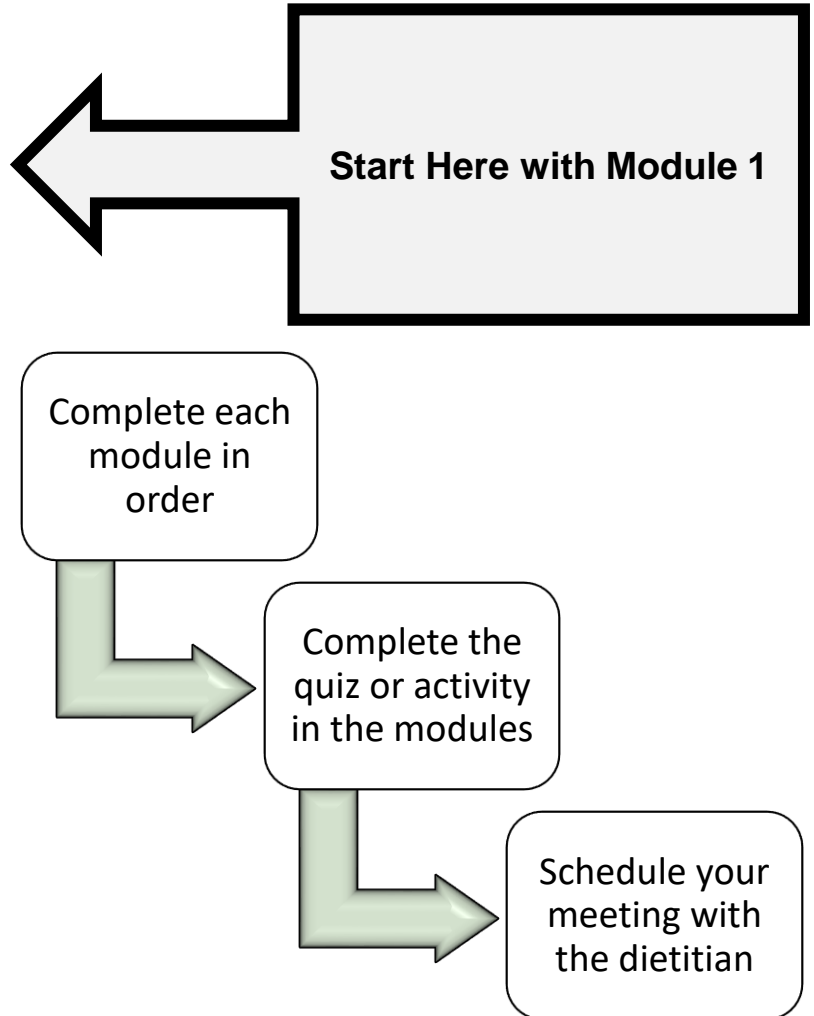 Start Here with Module 1
Complete each
module in
order
Complete the
quiz or activity
in the modules
Schedule your
meeting with
the dietitian